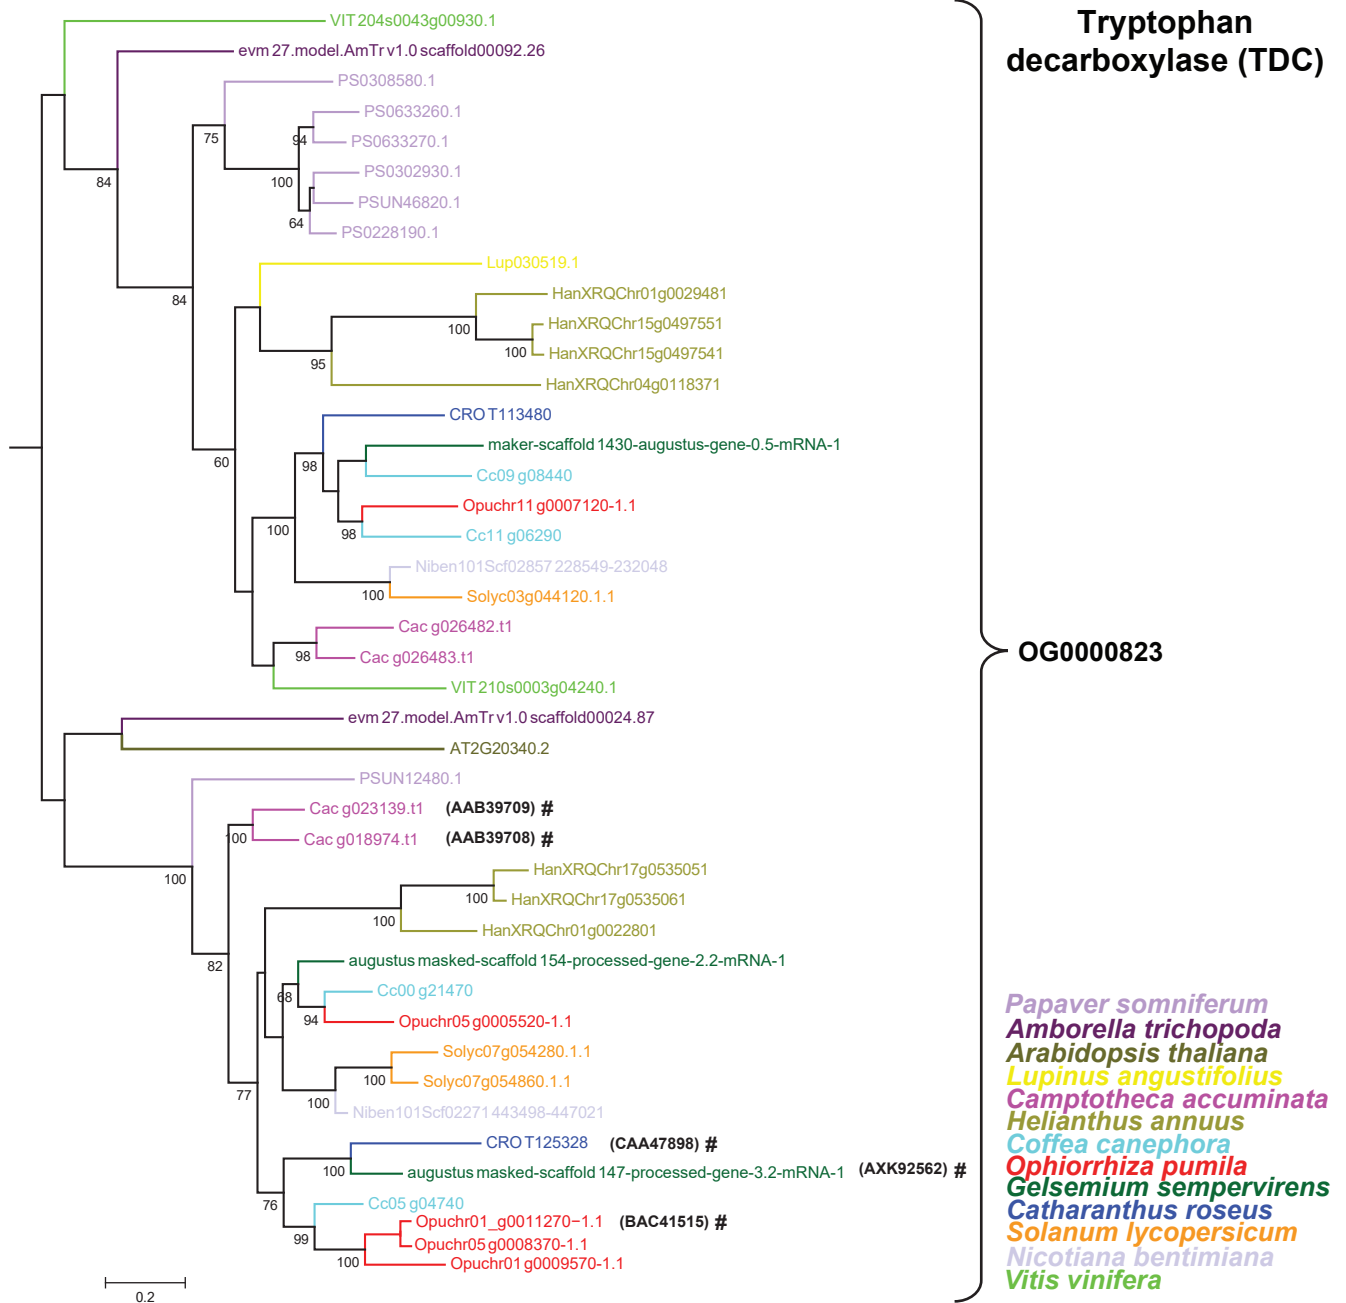 Tryptophan
decarboxylase (TDC)
VIT 204s0043g00930.1
evm 27.model.AmTr v1.0 scaffold00092.26
PS0308580.1
75
PS0633260.1
94
PS0633270.1
PS0302930.1
100
84
PSUN46820.1
64
PS0228190.1
Lup030519.1
84
HanXRQChr01g0029481
100
HanXRQChr15g0497551
100
HanXRQChr15g0497541
95
HanXRQChr04g0118371
CRO T113480
maker-scaffold 1430-augustus-gene-0.5-mRNA-1
60
98
Cc09 g08440
Opuchr11 g0007120-1.1
100
98
Cc11 g06290
Niben101Scf02857 228549-232048
100
Solyc03g044120.1.1
Cac g026482.t1
98
Cac g026483.t1
OG0000823
VIT 210s0003g04240.1
evm 27.model.AmTr v1.0 scaffold00024.87
AT2G20340.2
PSUN12480.1
Cac g023139.t1 (AAB39709) #
100
Cac g018974.t1 (AAB39708) #
HanXRQChr17g0535051
100
100
HanXRQChr17g0535061
100
HanXRQChr01g0022801
82
augustus masked-scaffold 154-processed-gene-2.2-mRNA-1
68
Cc00 g21470
94
Opuchr05 g0005520-1.1
Solyc07g054280.1.1
100
Solyc07g054860.1.1
77
100
Niben101Scf02271 443498-447021
CRO T125328 (CAA47898) #
100
augustus masked-scaffold 147-processed-gene-3.2-mRNA-1 (AXK92562) #
76
Cc05 g04740
Opuchr01_g0011270−1.1 (BAC41515) #
99
Opuchr05 g0008370-1.1
100
Opuchr01 g0009570-1.1
0.2
Papaver somniferum
Amborella trichopoda
Arabidopsis thaliana
Lupinus angustifolius
Camptotheca accuminata
Helianthus annuus
Coffea canephora
Ophiorrhiza pumila
Gelsemium sempervirens
Catharanthus roseus
Solanum lycopersicum
Nicotiana bentimiana
Vitis vinifera